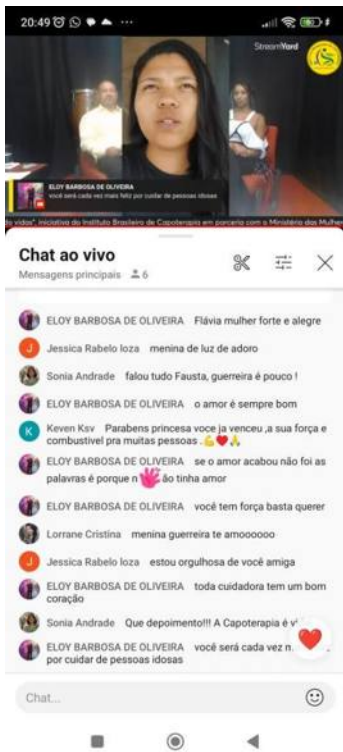 20:49
StreamYard
ELOY BARBOSA DE OLIVEIRA
você será cada vez mais feliz por cuidar de pessoas idosas
vidas", iniciativa do Instituto Brasileiro de Capoterapia em parceria com o Ministério das Mulher
Chat ao vivo
Mensagens principais 6
ELOY BARBOSA DE OLIVEIRA Flávia mulher forte e alegre
J Jessica Rabelo loza menina de luz de adoro
Sonia Andrade falou tudo Fausta, guerreira é pouco !
ELOY BARBOSA DE OLIVEIRA o amor é sempre bom
K Keven Ksv Parabens princesa voce ja venceu ,a sua força e
combustivel pra muitas pessoas .💪❤️🙏
ELOY BARBOSA DE OLIVEIRA se o amor acabou não foi as
palavras é porque n ão tinha amor
ELOY BARBOSA DE OLIVEIRA você tem força basta querer
Lorrane Cristina menina guerreira te amoooooo
J Jessica Rabelo loza estou orgulhosa de você amiga
ELOY BARBOSA DE OLIVEIRA toda cuidadora tem um bom
coração
Sonia Andrade Que depoimento!!! A Capoterapia é
ELOY BARBOSA DE OLIVEIRA você será cada vez
por cuidar de pessoas idosas
Chat...